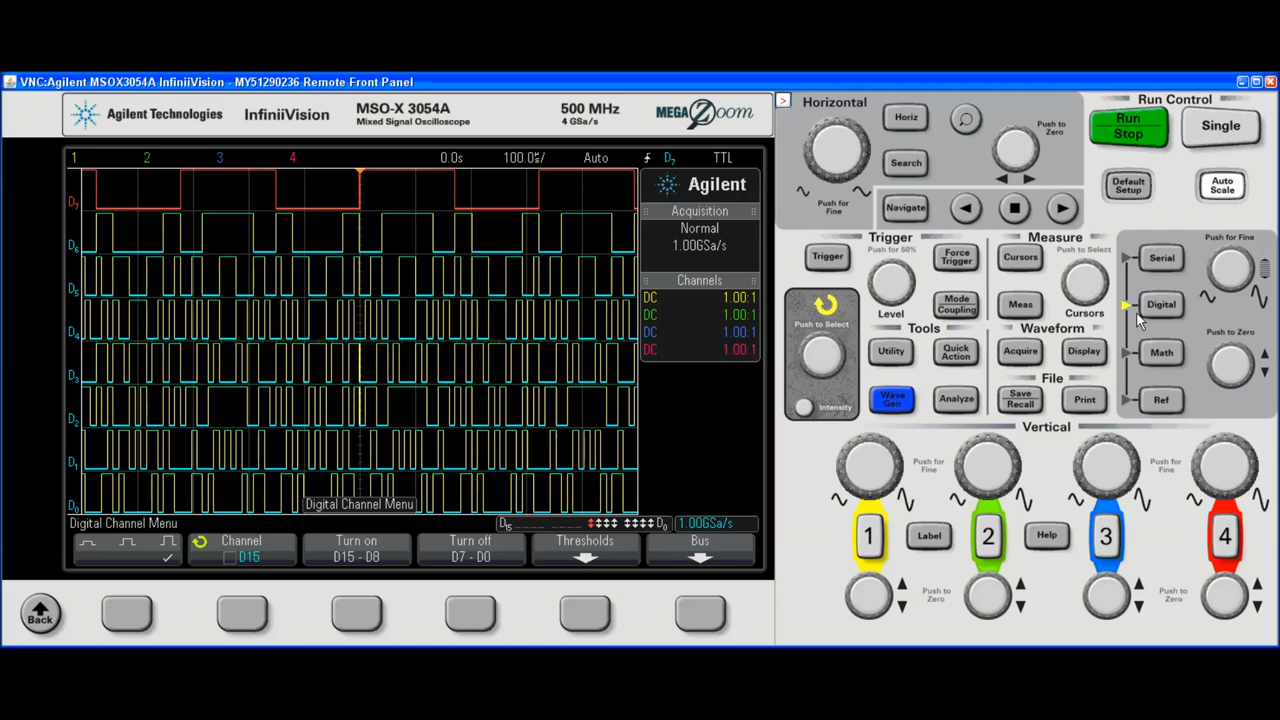 VNC:Agilent MSOX3054A InfiniiVision - MY51290236 Remote Front Panel
Agilent Technologies
InfiniiVision
MSO-X 3054A
Mixed Signal Oscilloscope
500 MHz
4 GSa/s
MEGA Zoom
1 2 3 4 0.0s 100.0%/ Auto D7 TTL
D7
D6
D5
D4
D3
D2
D1
D0
Agilent
Acquisition
Normal
1.00GSa/s
Channels
DC 1.00:1
DC 1.00:1
DC 1.00:1
DC 1.00:1
Digital Channel Menu
Digital Channel Menu
D15 D0 1.00GSa/s
Channel
D15
Turn on
D15 - D8
Turn off
D7 - D0
Thresholds
Bus
Back
>
Horizontal
Push for
Fine
Horiz
Search
Navigate
Push to
Zero
Run Control
Run
Stop
Single
Default
Setup
Auto
Scale
Trigger
Trigger
Push for 50%
Level
Force
Trigger
Mode
Coupling
Measure
Cursors
Push to Select
Meas
Cursors
Push to Select
Intensity
Tools
Utility
Quick
Action
Wave
Gen
Analyze
Waveform
Acquire
Display
File
Save
Recall
Print
Push for Fine
Serial
Digital
Push to Zero
Math
Ref
Vertical
Push for
Fine
Push for
Fine
1
Label
2
Help
3
4
Push to
Zero
Push to
Zero